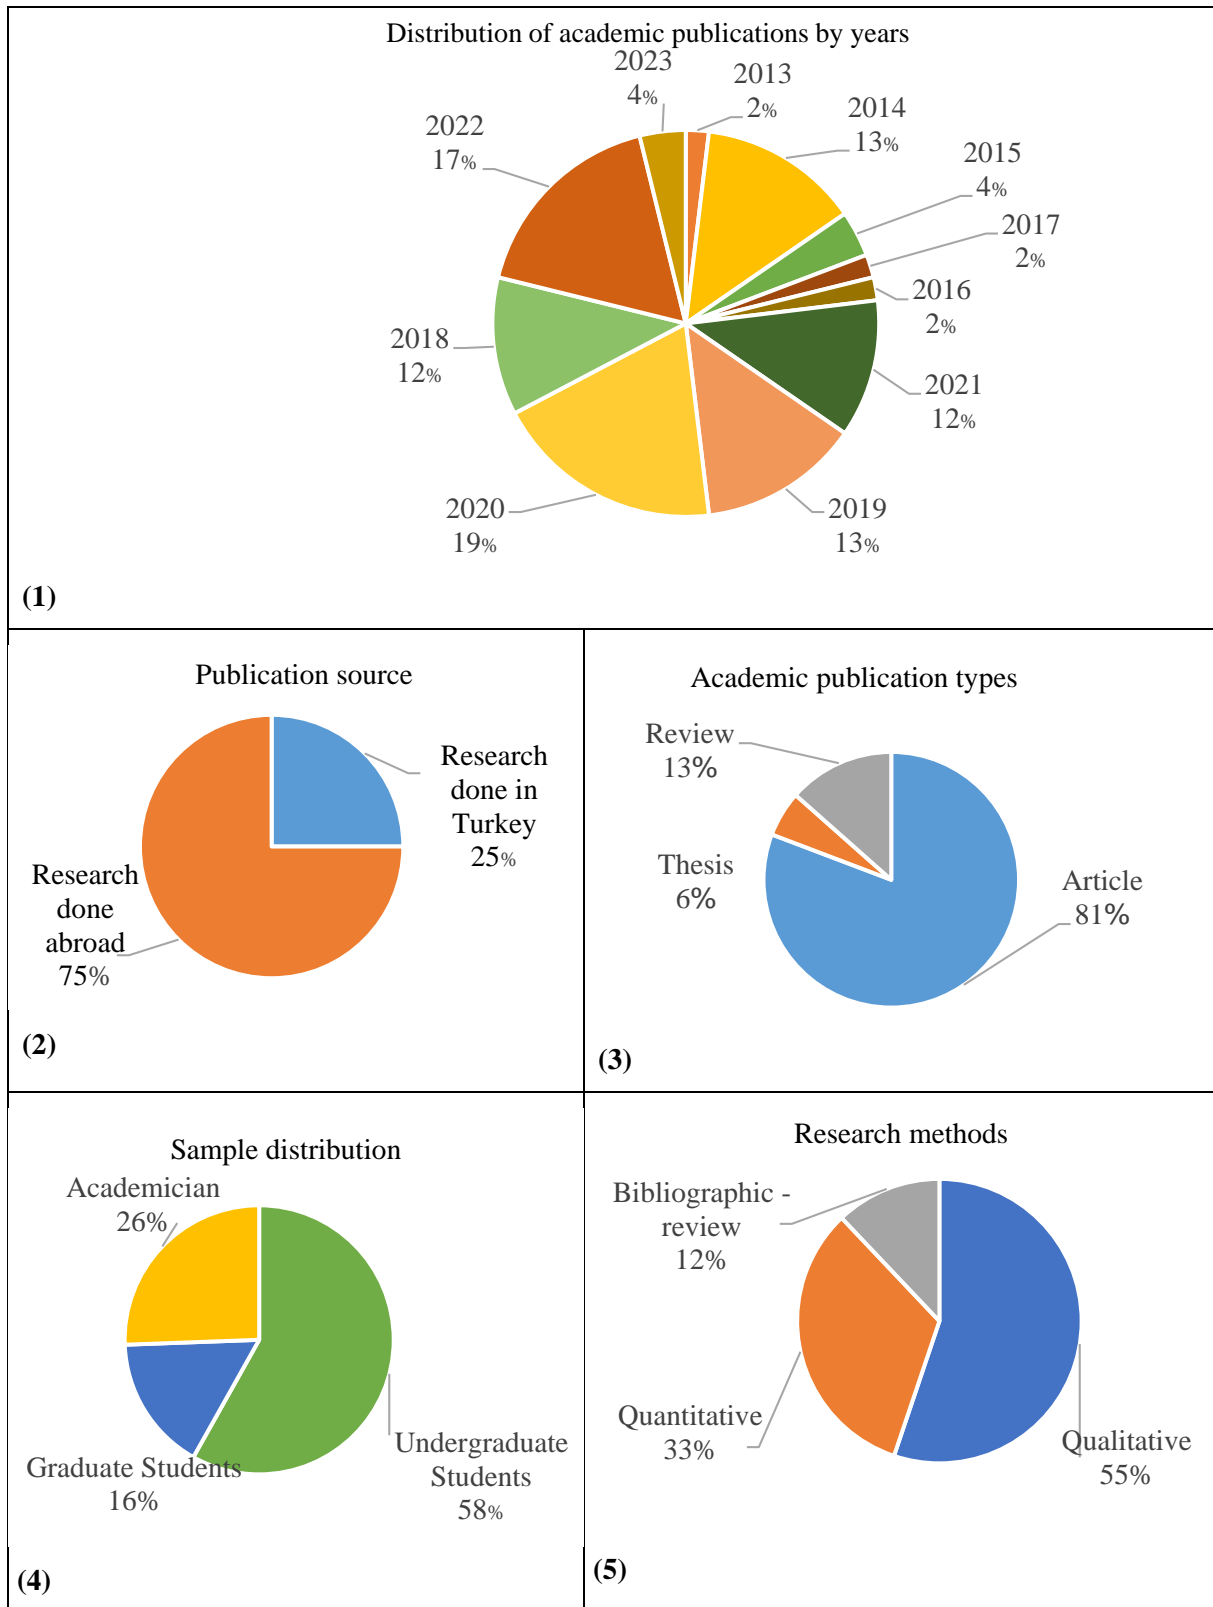 Distribution of academic publications by years
2023
4%
2013
2%
2014
13%
2015
4%
2017
2%
2016
2%
2021
12%
2019
13%
2020
19%
2018
12%
2022
17%
(1)
Publication source
Research
done in
Turkey
25%
Research
done
abroad
75%
(2)
Academic publication types
Review
13%
Thesis
6%
Article
81%
(3)
Sample distribution
Academician
26%
Graduate Students
16%
Undergraduate
Students
58%
(4)
Research methods
Bibliographic -
review
12%
Quantitative
33%
Qualitative
55%
(5)